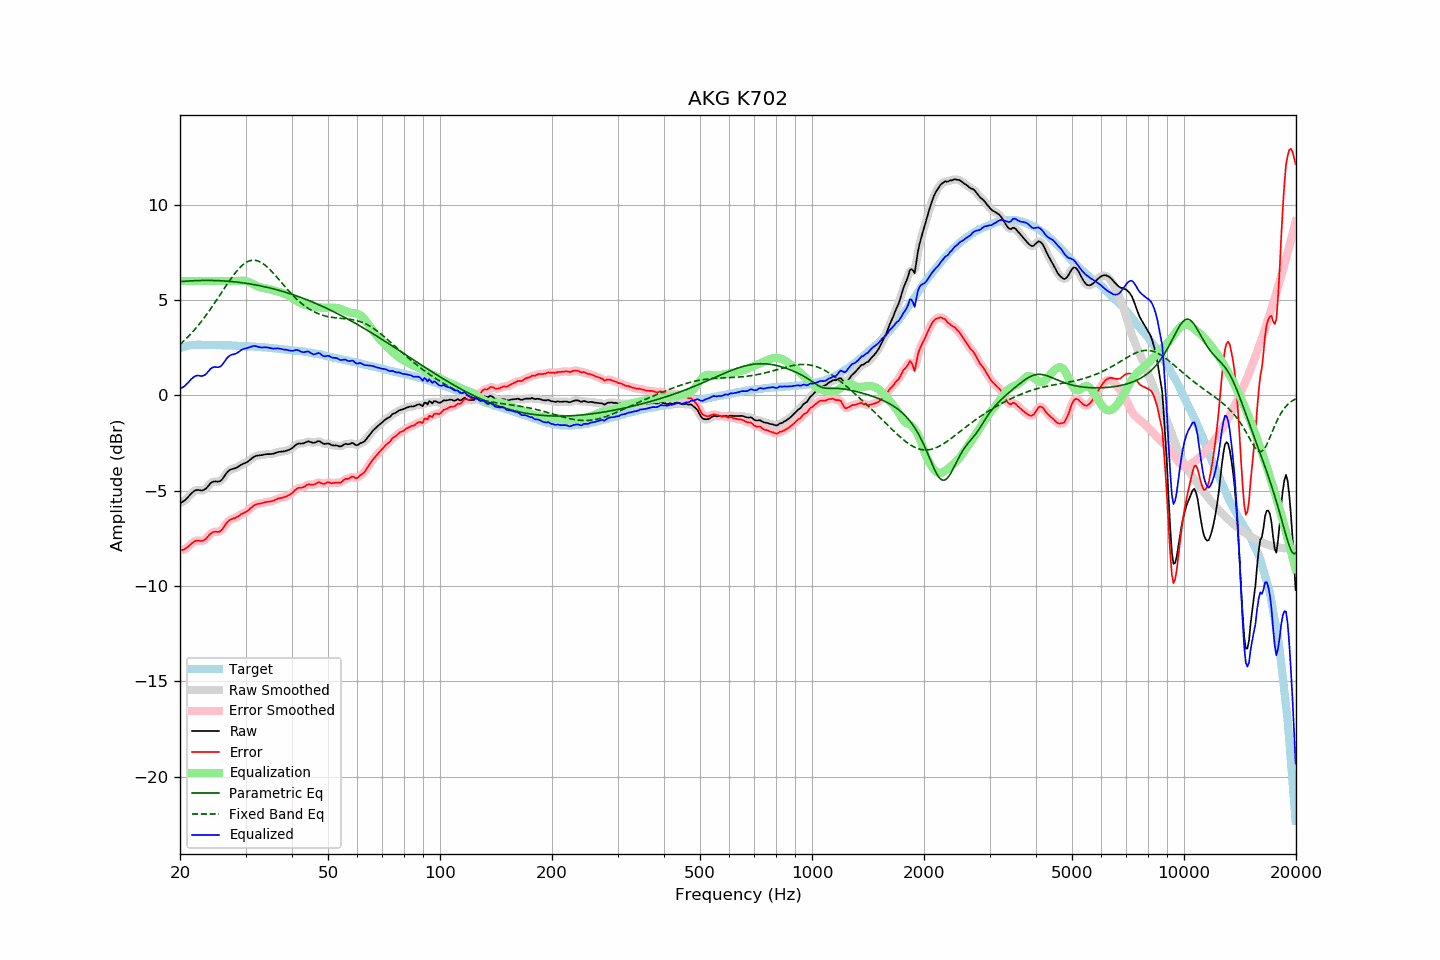 AKG K702
Amplitude (dBr)
10
5
0
−5
−10
−15
−20
Target
Raw Smoothed
Error Smoothed
Raw
Error
Equalization
Parametric Eq
Fixed Band Eq
Equalized
20 50 100 200 500 1000 2000 5000 10000 20000
Frequency (Hz)